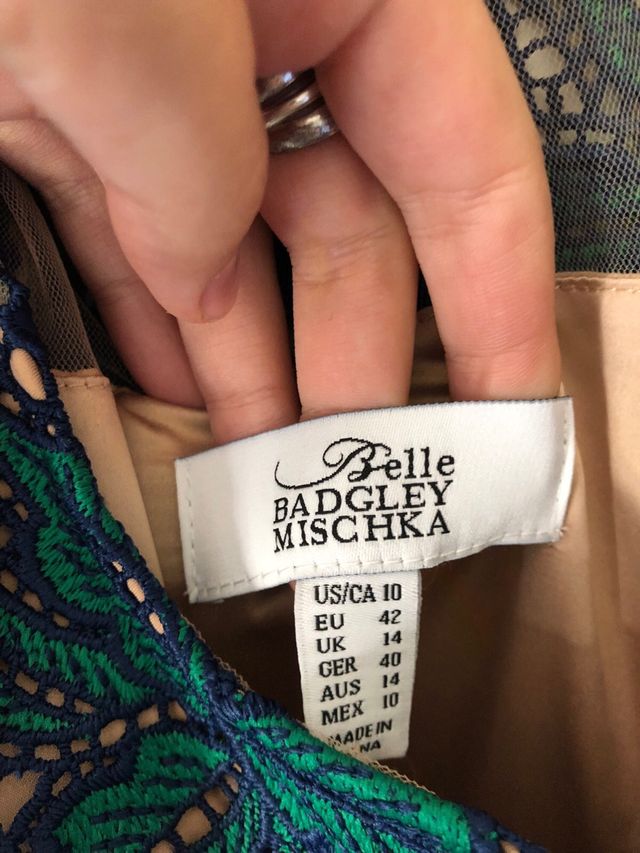 Belle
BADGLEY
MISCHKA
US/CA 10
EU 42
UK 14
GER 40
AUS 14
MEX 10
MADE IN